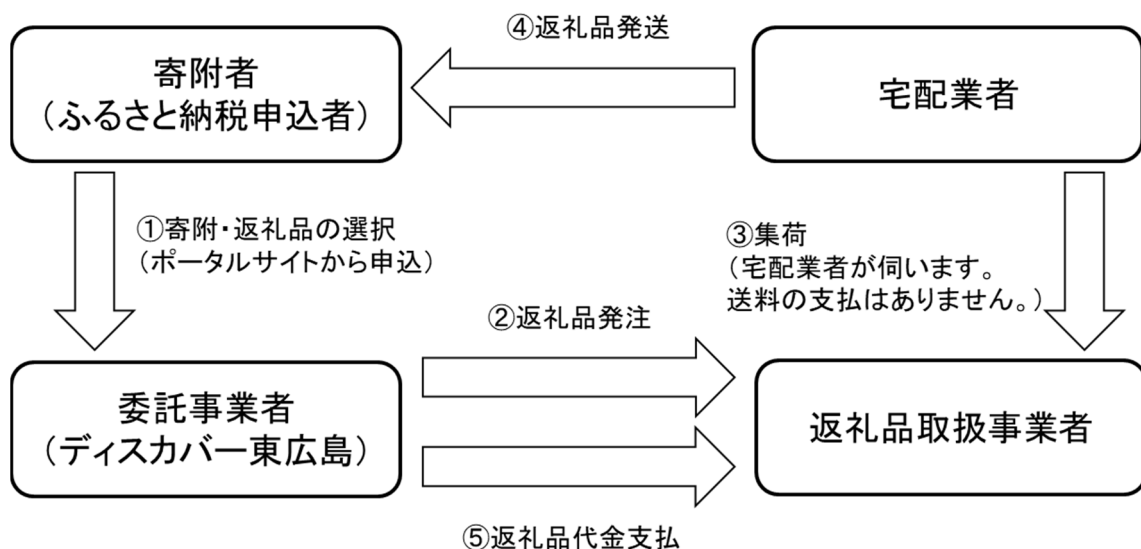 ④返礼品発送
寄附者
（ふるさと納税申込者）
宅配業者
①寄附・返礼品の選択
（ポータルサイトから申込）
③集荷
（宅配業者が伺います。
送料の支払はありません。）
②返礼品発注
委託事業者
（ディスカバー東広島）
返礼品取扱事業者
⑤返礼品代金支払